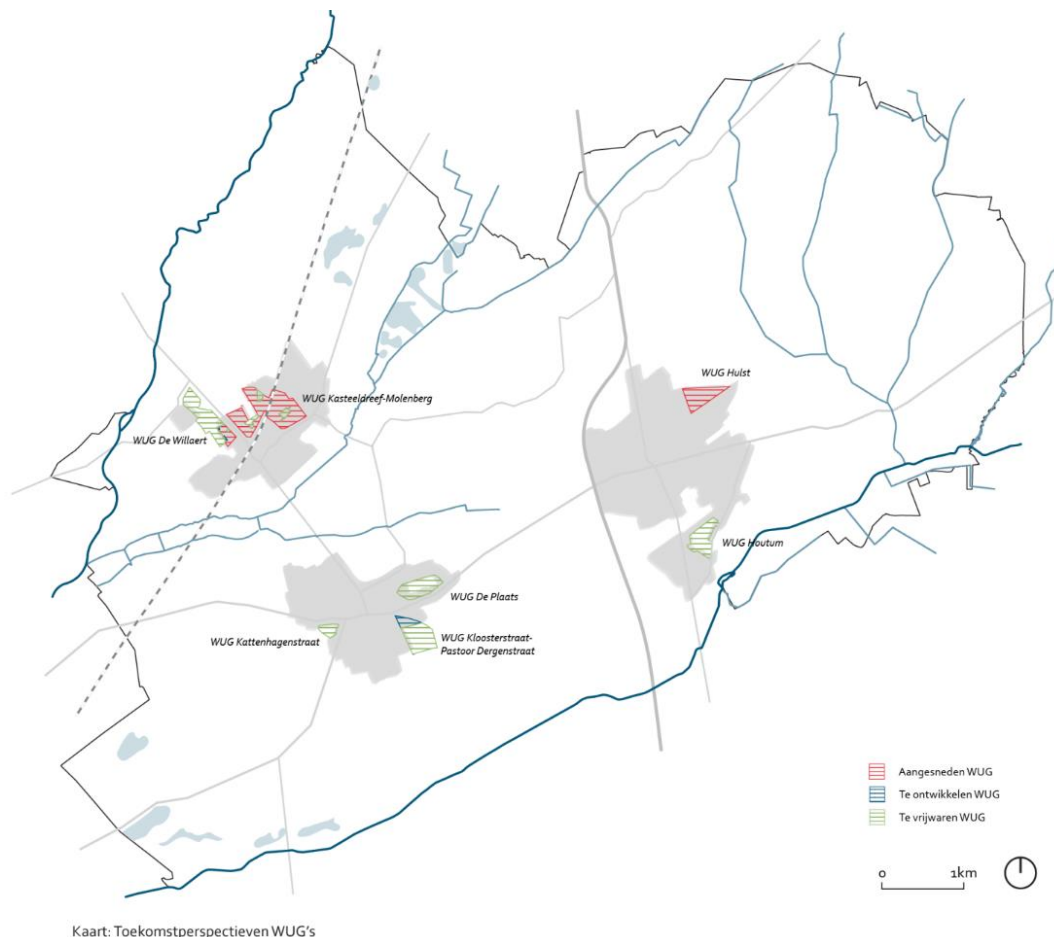 WUG Hulst
WUG Kasteeldreef-Molenberg
WUG De Willaert
WUG Houtum
WUG De Plaats
WUG Kattenhagenstraat
WUG Kloosterstraat-
Pastoor Dergenstraat
Aangesneden WUG
Te ontwikkelen WUG
Te vrijwaren WUG
0 1km
Kaart: Toekomstperspectieven WUG's